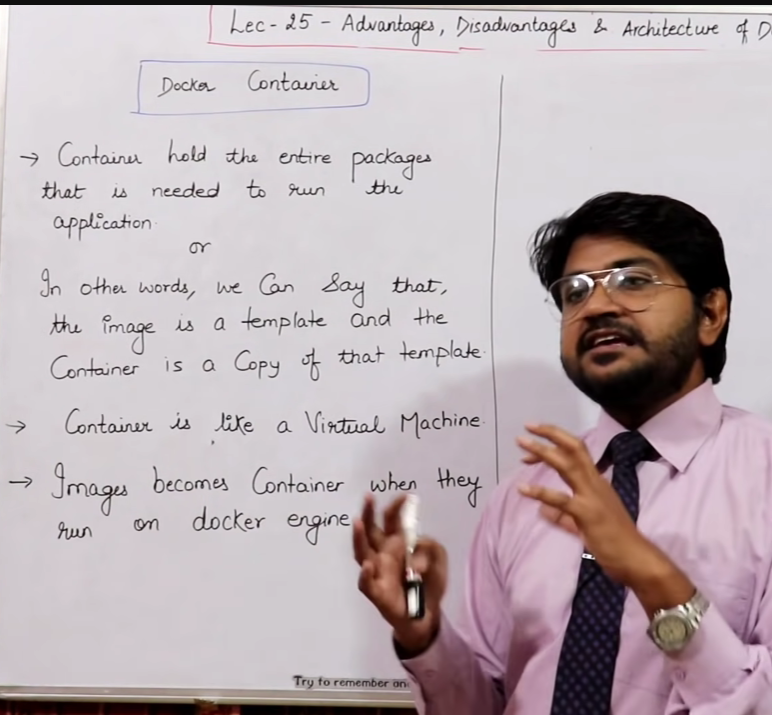 Lec-25 - Advantages, Disadvantages & Architecture of
Docker Container
→ Container hold the entire packages
that is needed to run the
application.
or
In other words, we Can Say that,
the image is a template and the
Container is a Copy of that template.
→ Container is like a Virtual Machine.
→ Images becomes Container when they
run on docker engine
Try to remember